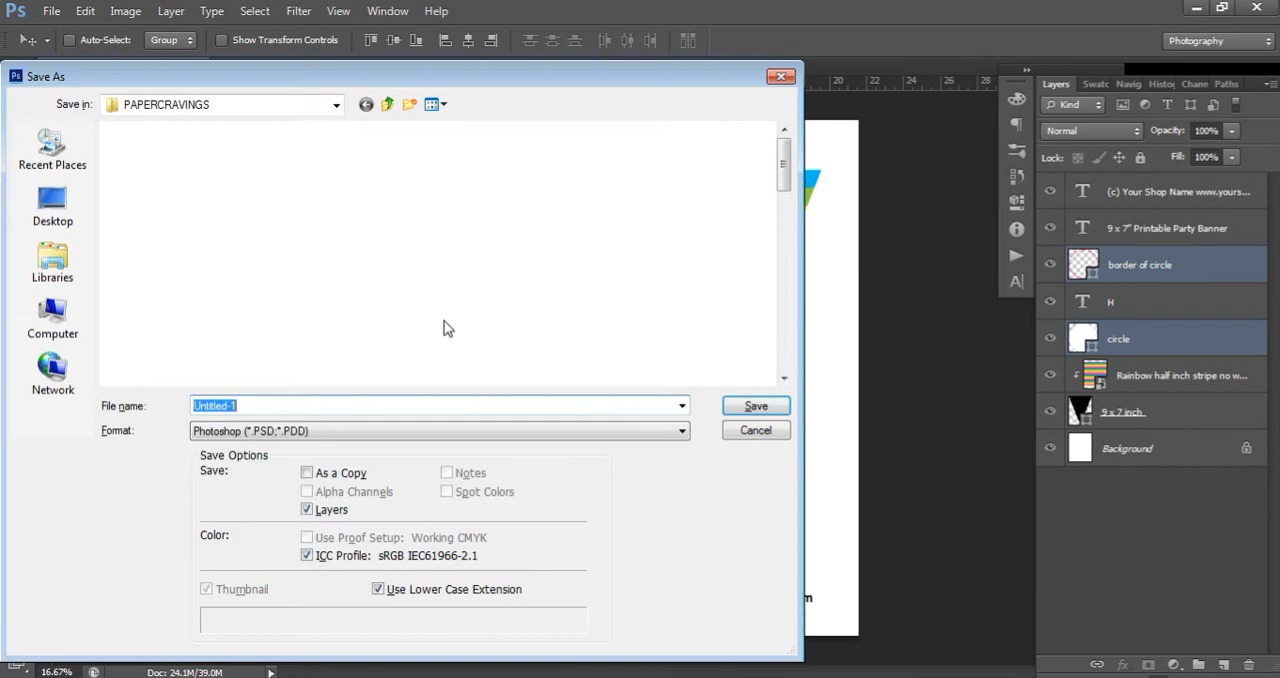 Ps File Edit Image Layer Type Select Filter View Window Help
Auto-Select: Group Show Transform Controls Photography
Save As
Save in: PAPERCRAVINGS
Recent Places
Desktop
Libraries
Computer
Network
File name: Untitled-1 Save
Format: Photoshop (*.PSD;*.PDD) Cancel
Save Options
Save: As a Copy Notes
Alpha Channels Spot Colors
Layers
Color: Use Proof Setup: Working CMYK
ICC Profile: sRGB IEC61966-2.1
Thumbnail Use Lower Case Extension
20 22 24 26 28
m
Layers Swatc Navig Histog Chann Paths
Kind
Normal Opacity: 100%
Lock: Fill: 100%
(c) Your Shop Name www.yours...
9 x 7" Printable Party Banner
border of circle
H
circle
Rainbow half inch stripe no w...
9 x 7 inch
Background
16.67% Doc: 24.1M/39.0M